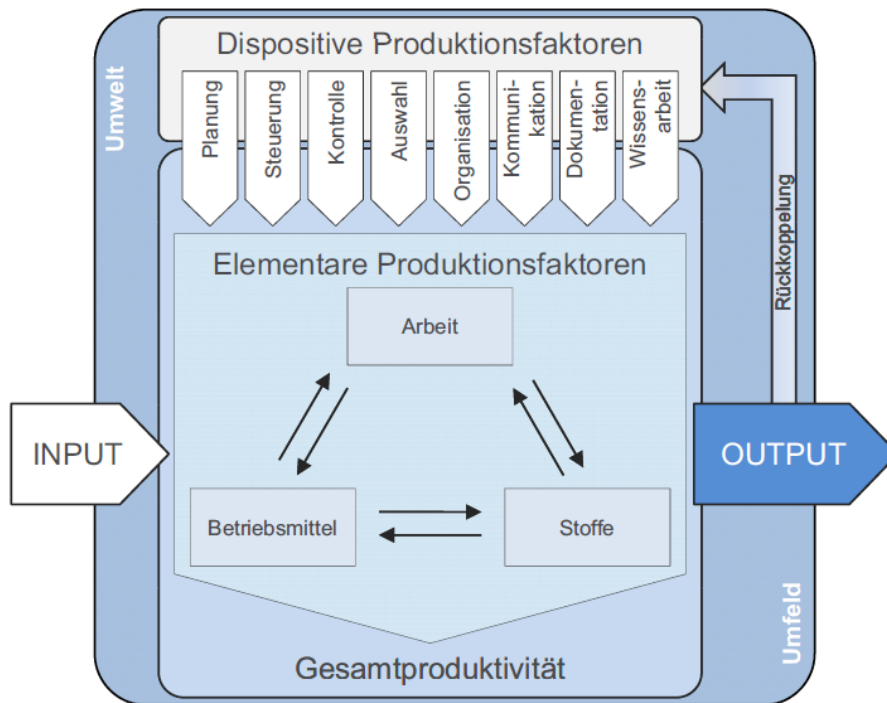 Dispositive Produktionsfaktoren
Umwelt
Planung
Steuerung
Kontrolle
Auswahl
Organisation
Kommuni-
kation
Dokumen-
tation
Wissens-
arbeit
Rückkoppelung
Elementare Produktionsfaktoren
Arbeit
INPUT
OUTPUT
Betriebsmittel
Stoffe
Umfeld
Gesamtproduktivität